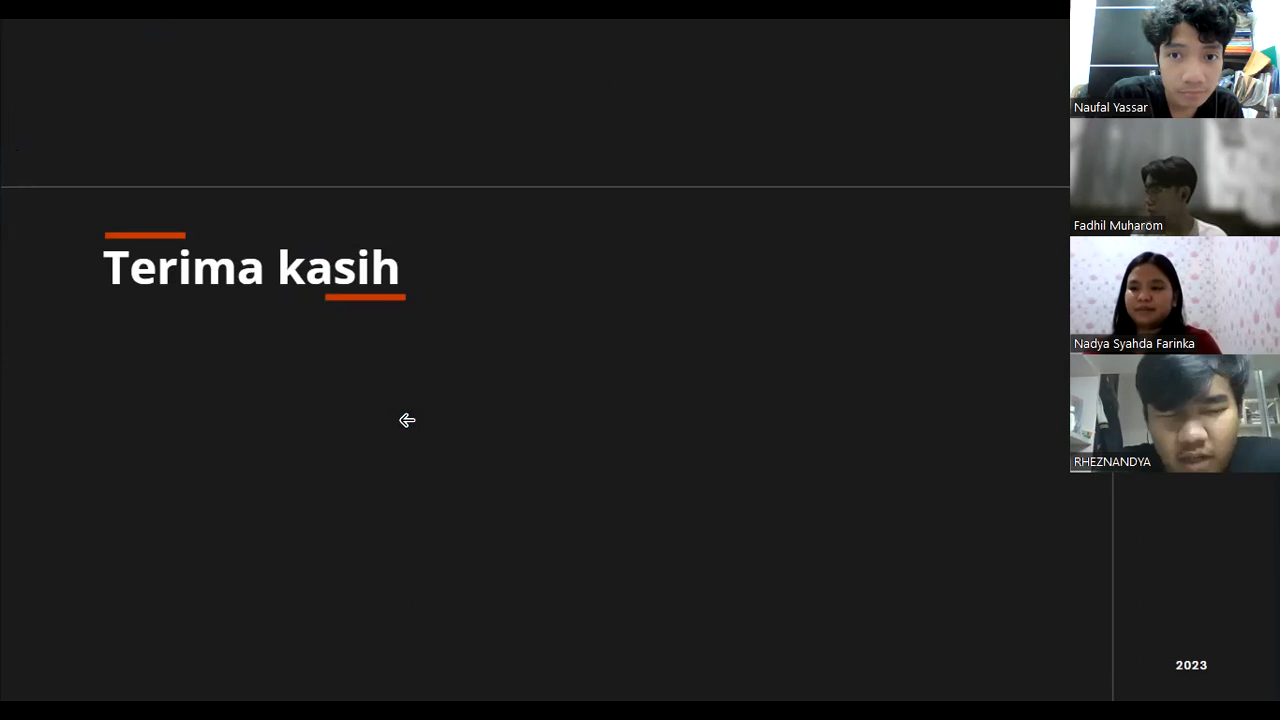 Terima kasih
2023
Naufal Yassar
Fadhil Muharom
Nadya Syahda Farinka
RHEZNANDYA